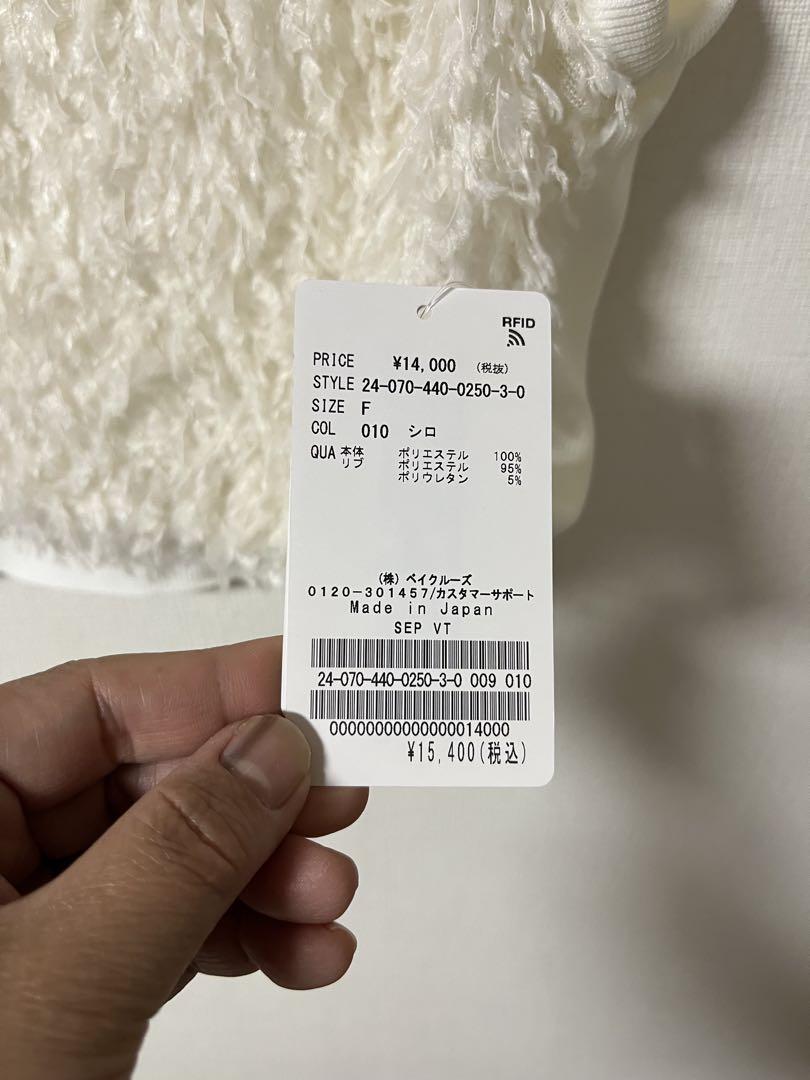 RFID
PRICE ¥14,000 (税抜)
STYLE 24-070-440-0250-3-0
SIZE F
COL 010 シロ
QUA 本体 ポリエステル 100%
リブ ポリエステル 95%
ポリウレタン 5%
(株) ベイクルーズ
0120-301457/カスタマーサポート
Made in Japan
SEP VT
24-070-440-0250-3-0 009 010
00000000000000014000
¥15,400(税込)